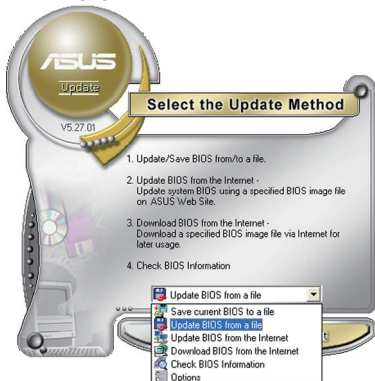 ASUS
Update
V5.27.01
Select the Update Method
1. Update/Save BIOS from/to a file.
2. Update BIOS from the Internet -
Update system BIOS using a specified BIOS image file
on ASUS Web Site.
3. Download BIOS from the Internet -
Download a specified BIOS image file via Internet for
later usage.
4. Check BIOS Information
Update BIOS from a file
Save current BIOS to a file
Update BIOS from a file
Update BIOS from the Internet
Download BIOS from the Internet
Check BIOS Information
Options